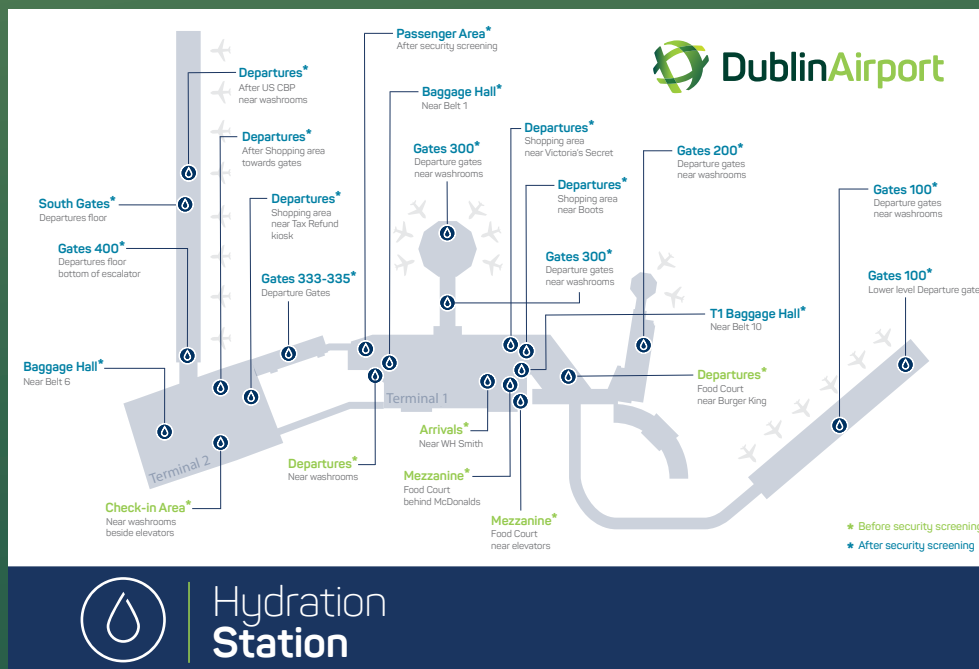 Passenger Area*
After security screening
DublinAirport
Departures*
After US CBP
near washrooms
Baggage Hall*
Near Belt 1
Departures*
After Shopping area
towards gates
Gates 300*
Departure gates
near washrooms
Departures*
Shopping area
near Victoria's Secret
Gates 200*
Departure gates
near washrooms
Departures*
Shopping area
near Boots
Gates 100*
Departure gates
near washrooms
South Gates*
Departures floor
Departures*
Shopping area
near Tax Refund
kiosk
Gates 400*
Departures floor
bottom of escalator
Gates 333-335*
Departure Gates
Gates 300*
Departure gates
near washrooms
Gates 100*
Lower level Departure gate
T1 Baggage Hall*
Near Belt 10
Baggage Hall*
Near Belt 6
Departures*
Food Court
near Burger King
Terminal 1
Arrivals*
Near WH Smith
Terminal 2
Departures*
Near washrooms
Mezzanine*
Food Court
behind McDonalds
Check-in Area*
Near washrooms
beside elevators
Mezzanine*
Food Court
near elevators
* Before security screening
* After security screening
Hydration
Station